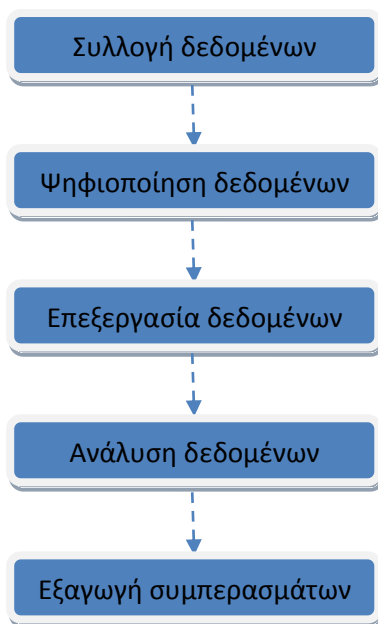 Συλλογή δεδομένων
Ψηφιοποίηση δεδομένων
Επεξεργασία δεδομένων
Ανάλυση δεδομένων
Εξαγωγή συμπερασμάτων